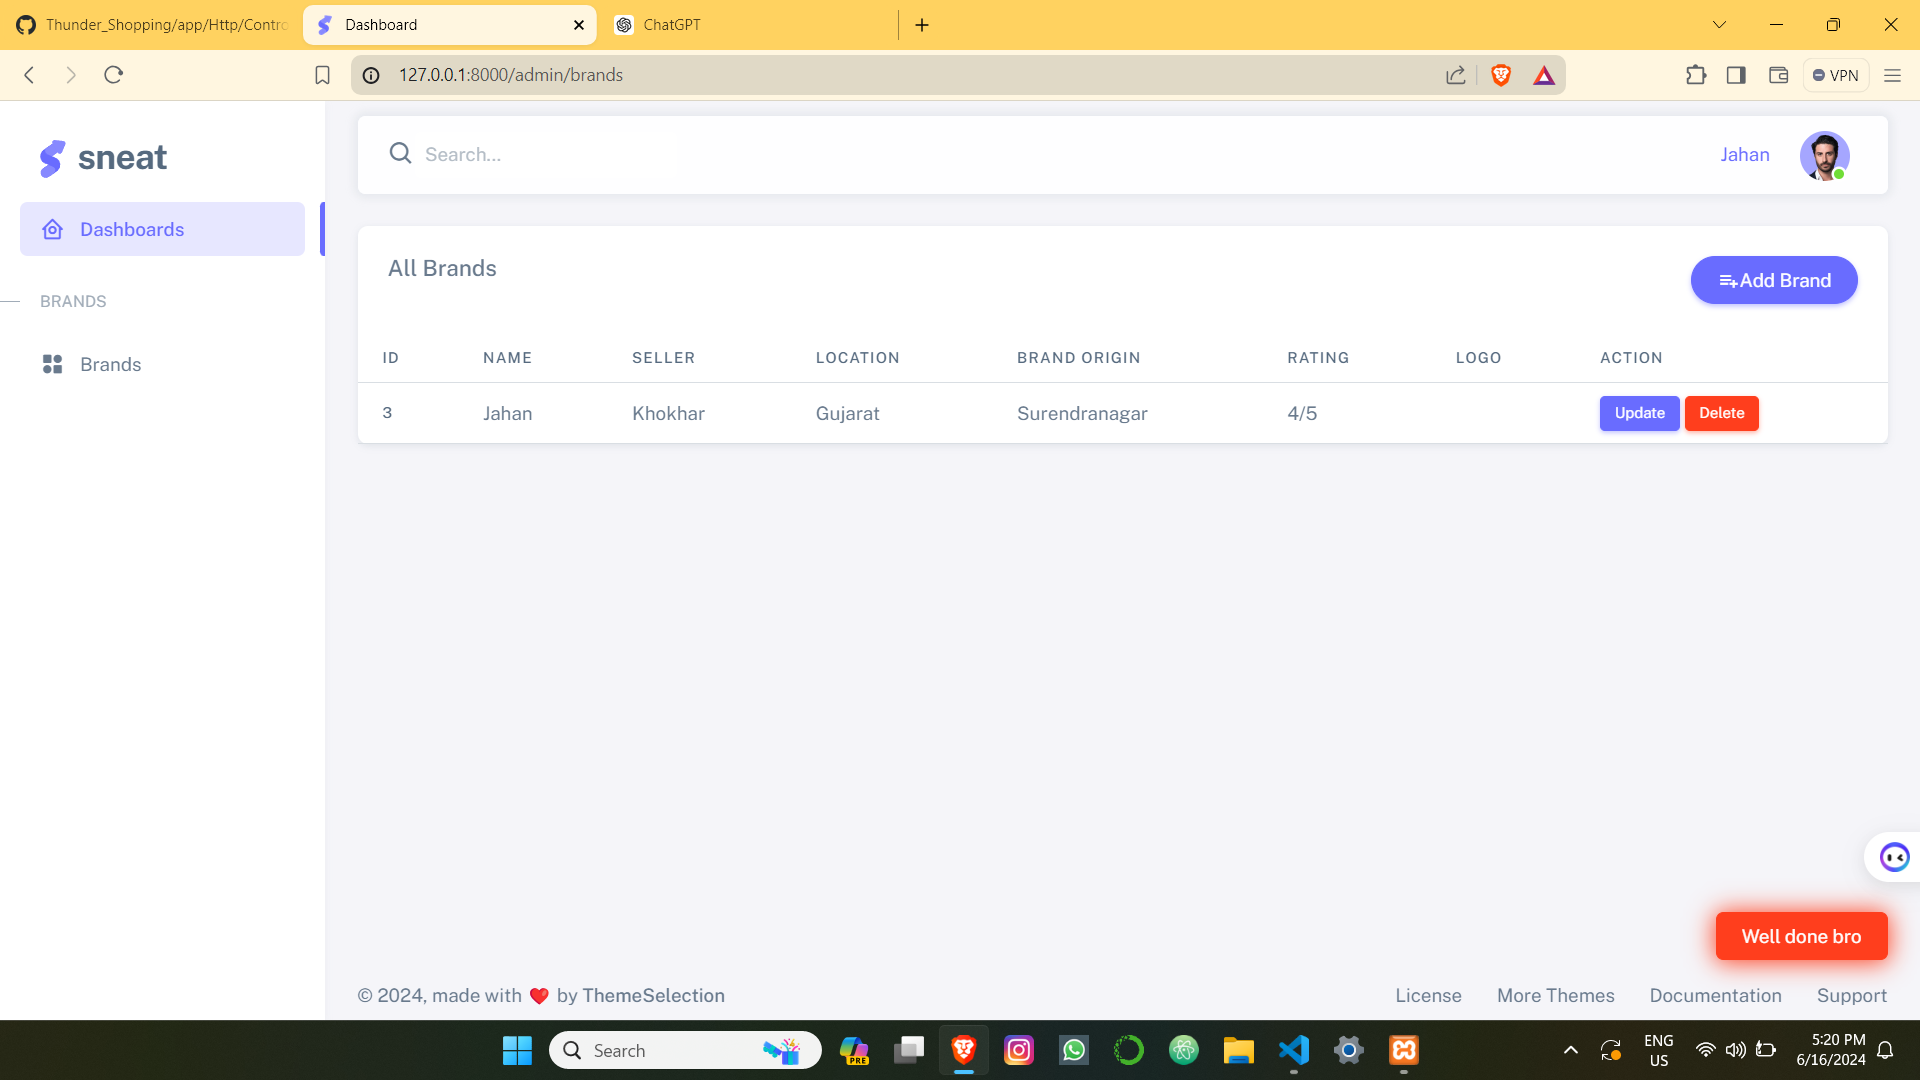 Thunder_Shopping/app/Http/Contro
Dashboard
ChatGPT
127.0.0.1:8000/admin/brands
VPN
sneat
Search...
Jahan
Dashboards
BRANDS
Brands
All Brands
Add Brand
ID NAME SELLER LOCATION BRAND ORIGIN RATING LOGO ACTION
3 Jahan Khokhar Gujarat Surendranagar 4/5 Update Delete
Well done bro
© 2024, made with ❤️ by ThemeSelection
License More Themes Documentation Support
Search
PRE
ENG
US
5:20 PM
6/16/2024